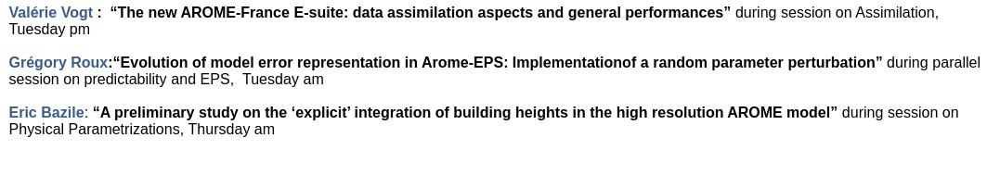 Valérie Vogt :  “The new AROME-France E-suite: data assimilation aspects and general performances” during session on Assimilation,
Tuesday pm
Grégory Roux:“Evolution of model error representation in Arome-EPS: Implementationof a random parameter perturbation” during parallel
session on predictability and EPS,  Tuesday am
Eric Bazile: “A preliminary study on the ‘explicit’ integration of building heights in the high resolution AROME model” during session on
Physical Parametrizations, Thursday am